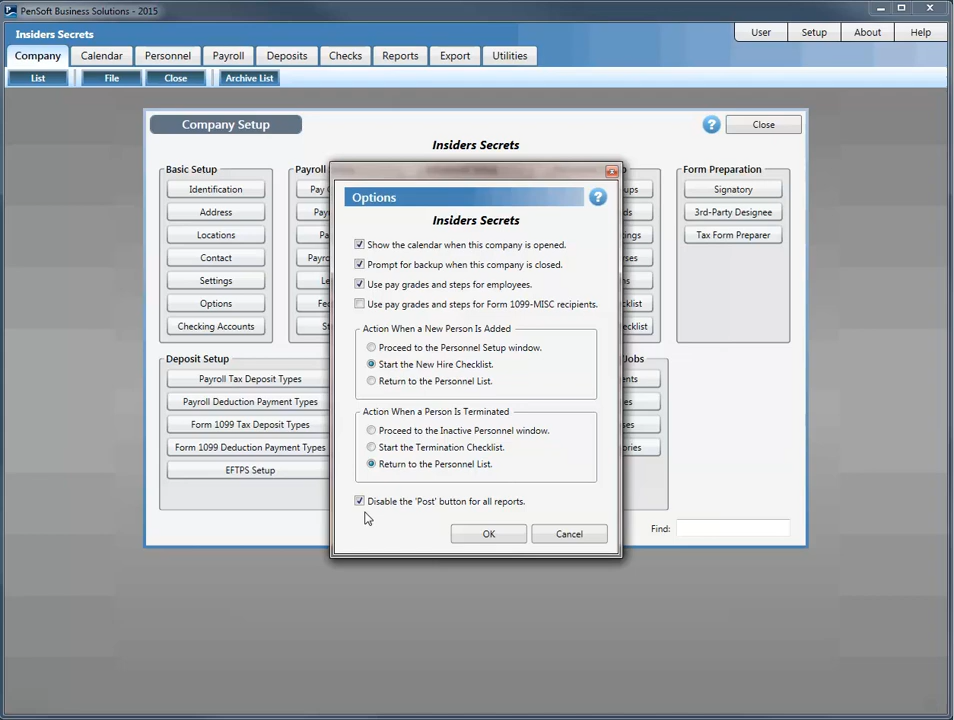 PenSoft Business Solutions - 2015
Insiders Secrets
User Setup About Help
Company Calendar Personnel Payroll Deposits Checks Reports Export Utilities
List File Close Archive List
Company Setup
? Close
Insiders Secrets
Basic Setup
Identification
Address
Locations
Contact
Settings
Options
Checking Accounts
Payroll
Form Preparation
Signatory
3rd-Party Designee
Tax Form Preparer
Deposit Setup
Payroll Tax Deposit Types
Payroll Deduction Payment Types
Form 1099 Tax Deposit Types
Form 1099 Deduction Payment Types
EFTPS Setup
Jobs
Find:
Options
?
Insiders Secrets
Show the calendar when this company is opened.
Prompt for backup when this company is closed.
Use pay grades and steps for employees.
Use pay grades and steps for Form 1099-MISC recipients.
Action When a New Person Is Added
Proceed to the Personnel Setup window.
Start the New Hire Checklist.
Return to the Personnel List.
Action When a Person Is Terminated
Proceed to the Inactive Personnel window.
Start the Termination Checklist.
Return to the Personnel List.
Disable the 'Post' button for all reports.
OK Cancel